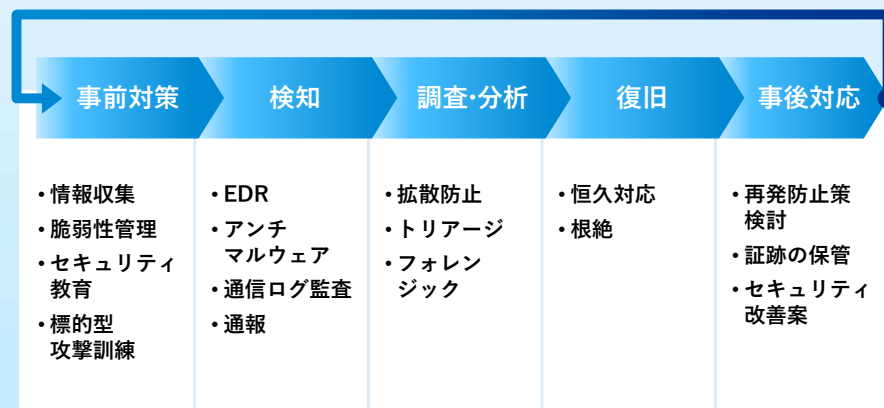 事前対策
検知
調査・分析
復旧
事後対応
・情報収集
・脆弱性管理
・セキュリティ
教育
・標的型
攻撃訓練
・EDR
・アンチ
マルウェア
・通信ログ監査
・通報
・拡散防止
・トリアージ
・フォレン
ジック
・恒久対応
・根絶
・再発防止策
検討
・証跡の保管
・セキュリティ
改善案